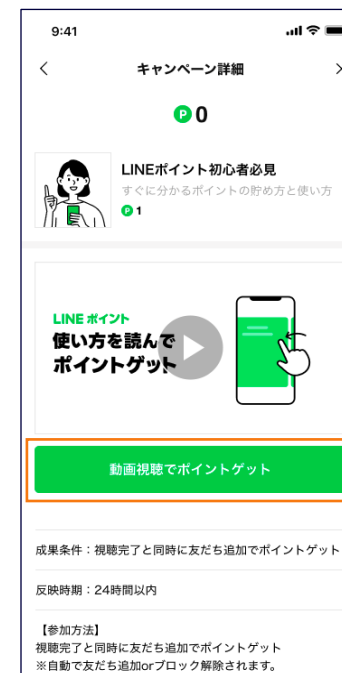 9:41
キャンペーン詳細
P 0
LINEポイント初心者必見
すぐに分かるポイントの貯め方と使い方
P 1
LINE ポイント
使い方を読んで
ポイントゲット
動画視聴でポイントゲット
成果条件：視聴完了と同時に友だち追加でポイントゲット
反映時期：24時間以内
【参加方法】
視聴完了と同時に友だち追加でポイントゲット
※自動で友だち追加orブロック解除されます。